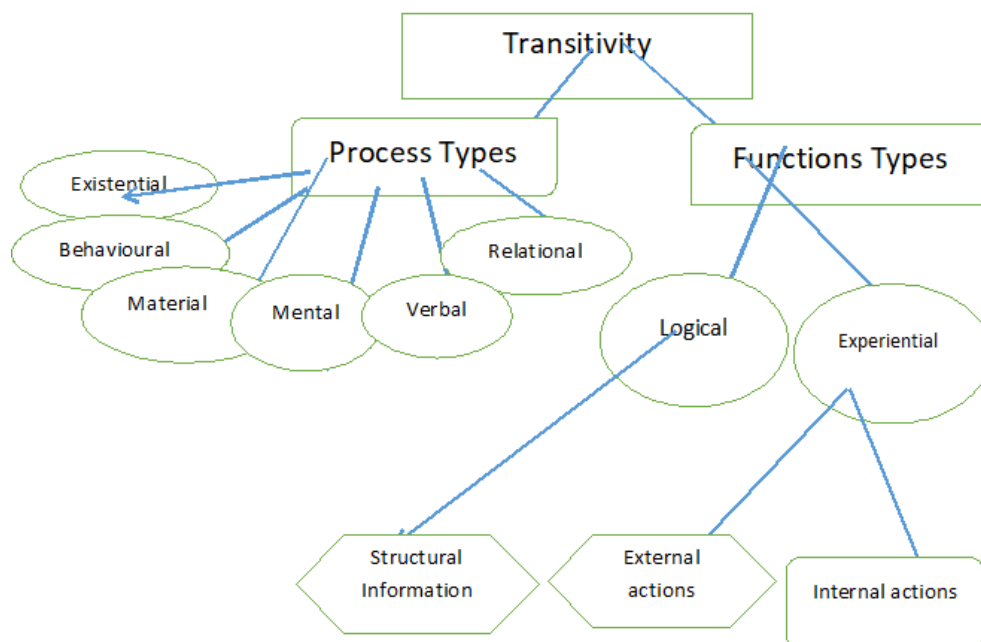 Transitivity
Process Types
Functions Types
Existential
Behavioural
Relational
Material
Mental
Verbal
Logical
Experiential
Structural
Information
External
actions
Internal actions